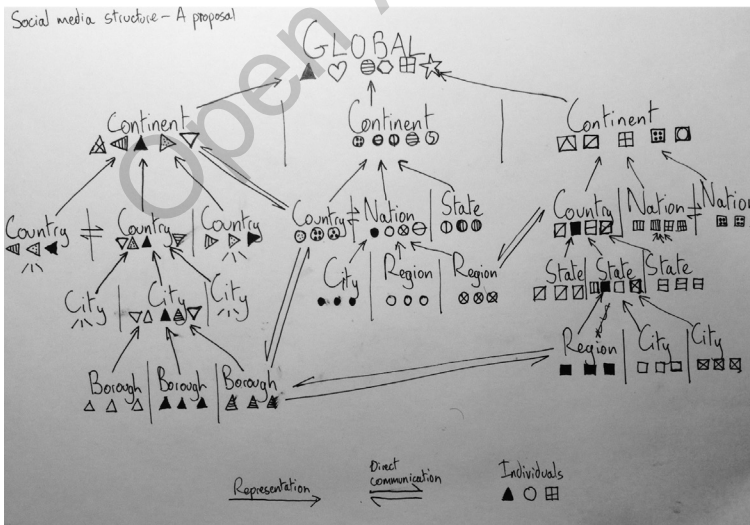 Social media structure - A proposal
GLOBAL
Continent
Continent
Continent
Country
Country
Country
Country
Nation
State
Country
Nation
Nation
City
City
City
City
Region
Region
State
State
State
Borough
Borough
Borough
Region
City
City
Representation
Direct
communication
Individuals
Open A